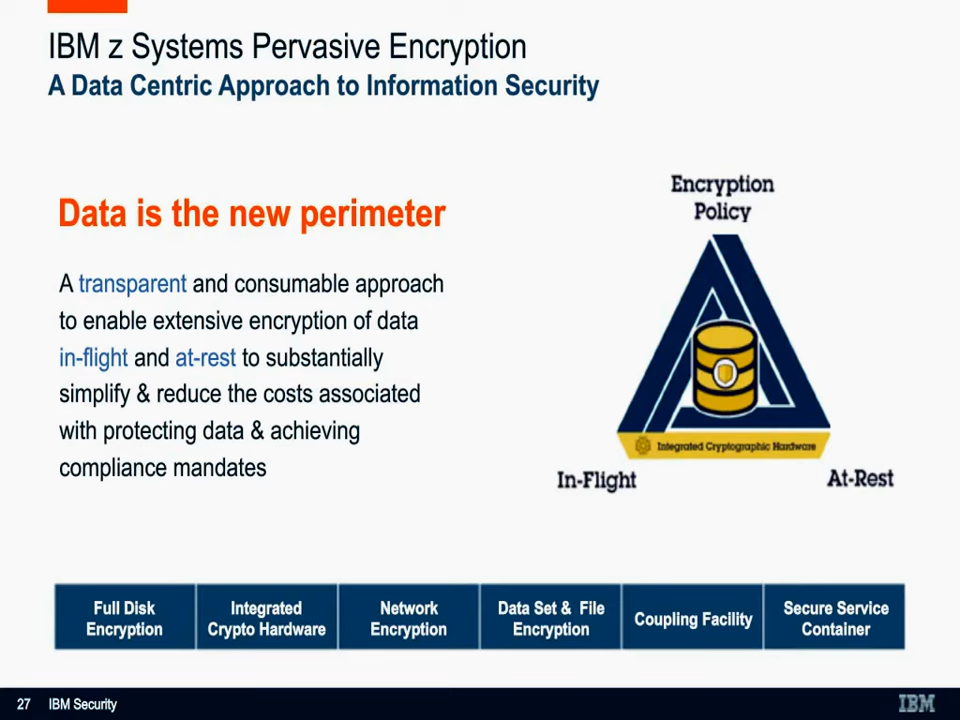 IBM z Systems Pervasive Encryption
A Data Centric Approach to Information Security
Data is the new perimeter
A transparent and consumable approach
to enable extensive encryption of data
in-flight and at-rest to substantially
simplify & reduce the costs associated
with protecting data & achieving
compliance mandates
Encryption
Policy
Integrated Cryptographic Hardware
In-Flight
At-Rest
Full Disk
Encryption
Integrated
Crypto Hardware
Network
Encryption
Data Set & File
Encryption
Coupling Facility
Secure Service
Container
27 IBM Security
IBM